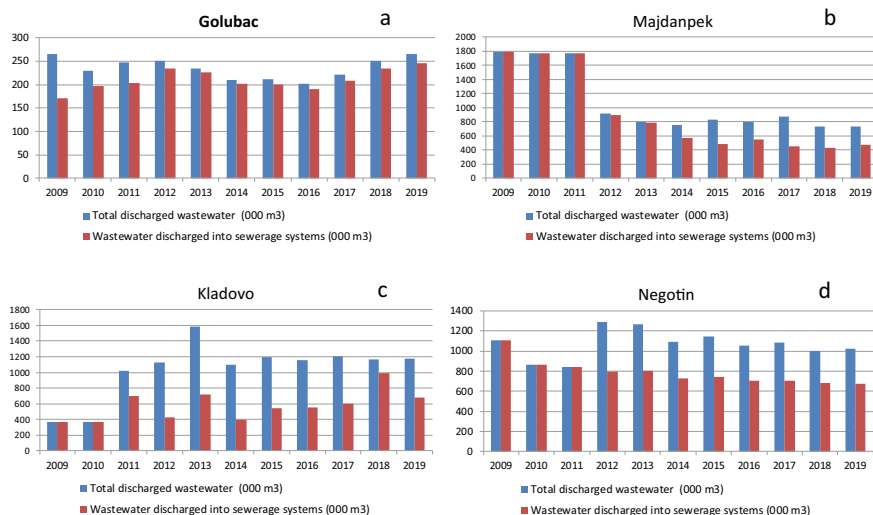 Golubac
a
300
250
200
150
100
50
0
2009 2010 2011 2012 2013 2014 2015 2016 2017 2018 2019
Total discharged wastewater (000 m3)
Wastewater discharged into sewerage systems (000 m3)
Majdanpek
b
1800
1600
1400
1200
1000
800
600
400
200
0
2009 2010 2011 2012 2013 2014 2015 2016 2017 2018 2019
Total discharged wastewater (000 m3)
Wastewater discharged into sewerage systems (000 m3)
Kladovo
c
1800
1600
1400
1200
1000
800
600
400
200
0
2009 2010 2011 2012 2013 2014 2015 2016 2017 2018 2019
Total discharged wastewater (000 m3)
Wastewater discharged into sewerage systems (000 m3)
Negotin
d
1400
1200
1000
800
600
400
200
0
2009 2010 2011 2012 2013 2014 2015 2016 2017 2018 2019
Total discharged wastewater (000 m3)
Wastewater discharged into sewerage systems (000 m3)